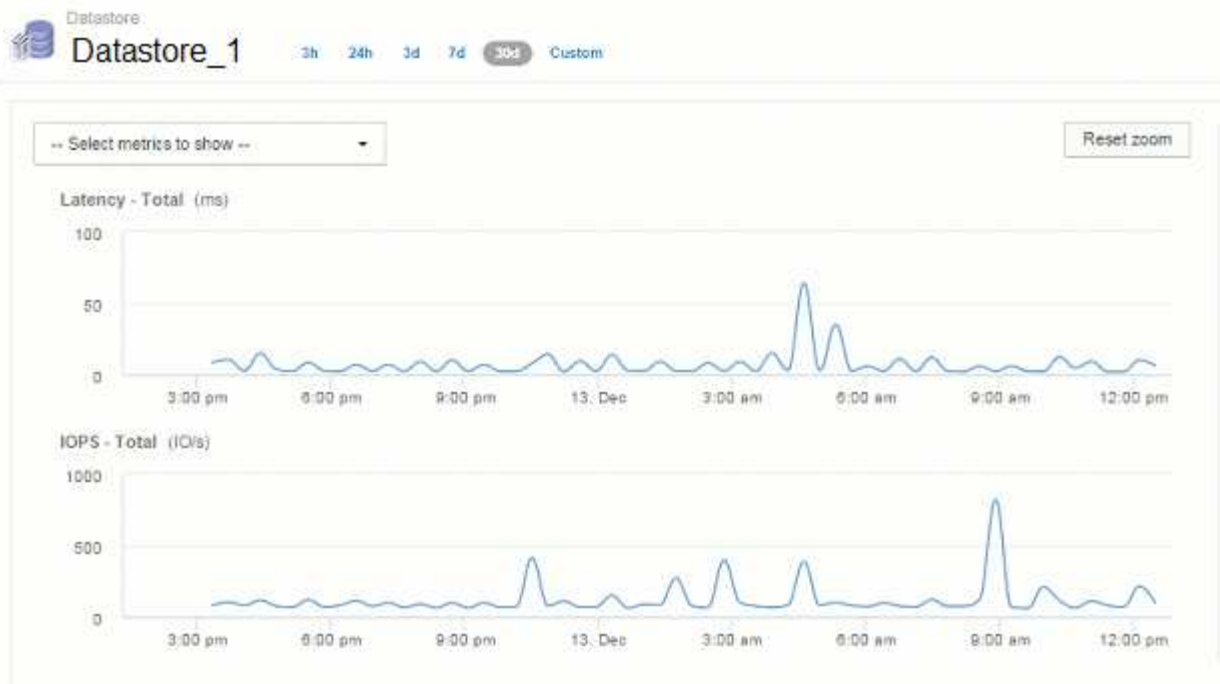 Datastore
Datastore_1 3h 24h 3d 7d 30d Custom
-- Select metrics to show -- Reset zoom
Latency - Total (ms)
100
50
0
3:00 pm 6:00 pm 9:00 pm 13. Dec 3:00 am 6:00 am 9:00 am 12:00 pm
IOPS - Total (IO/s)
1000
500
0
3:00 pm 6:00 pm 9:00 pm 13. Dec 3:00 am 6:00 am 9:00 am 12:00 pm